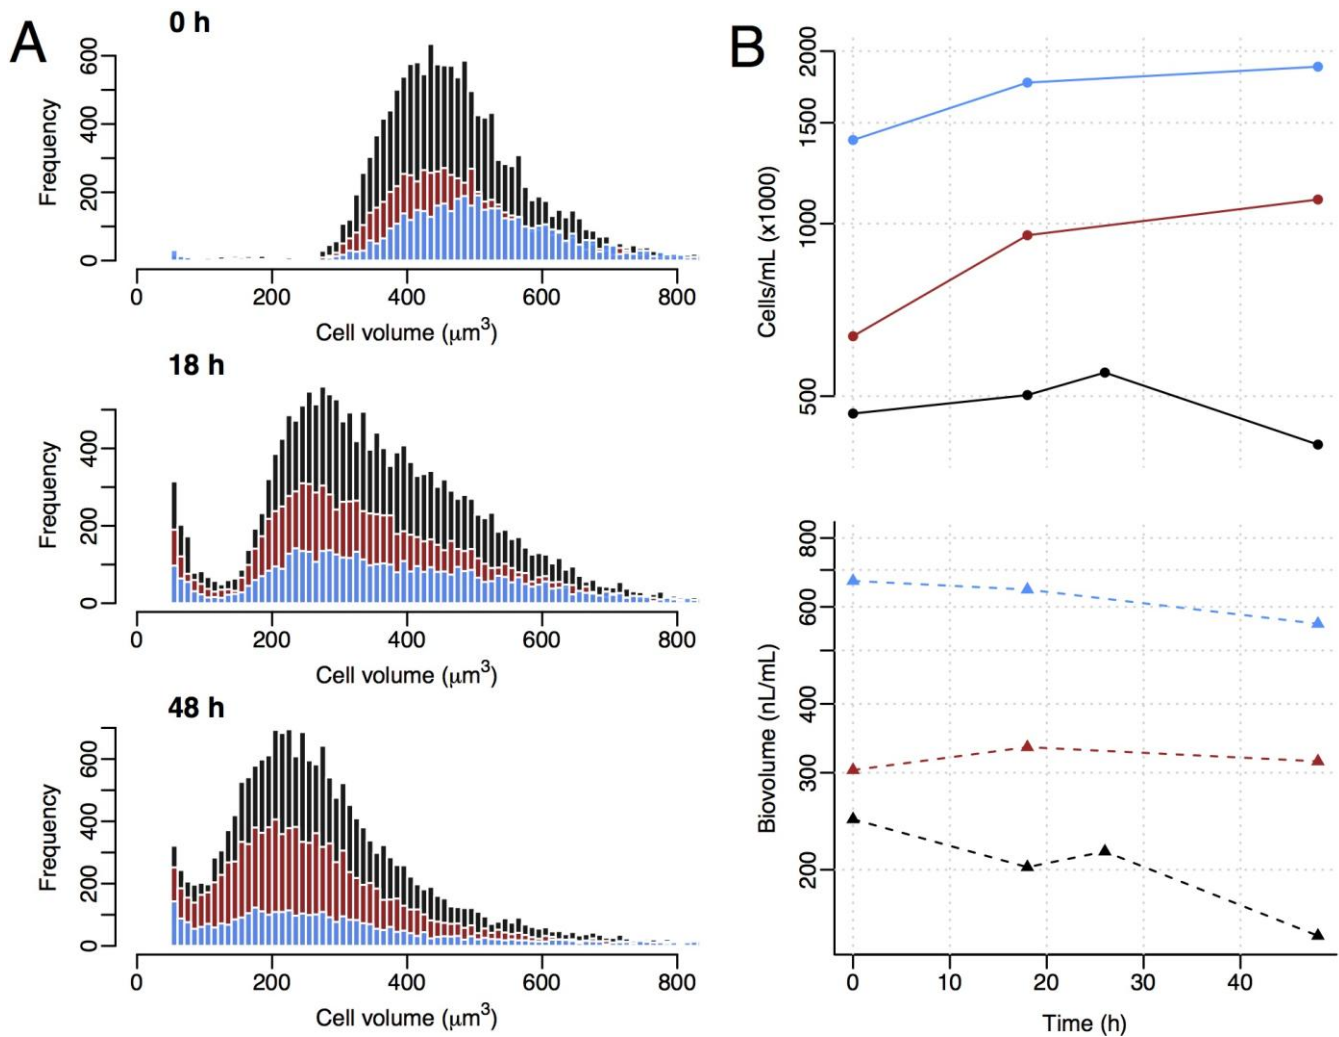 A
0 h
Frequency
0 200 400 600
0 200 400 600 800
Cell volume (μm³)
18 h
Frequency
0 200 400
0 200 400 600 800
Cell volume (μm³)
48 h
Frequency
0 200 400 600
0 200 400 600 800
Cell volume (μm³)
B
Cells/mL (x1000)
500 1000 1500 2000
Biovolume (nL/mL)
200 300 400 600 800
0 10 20 30 40
Time (h)